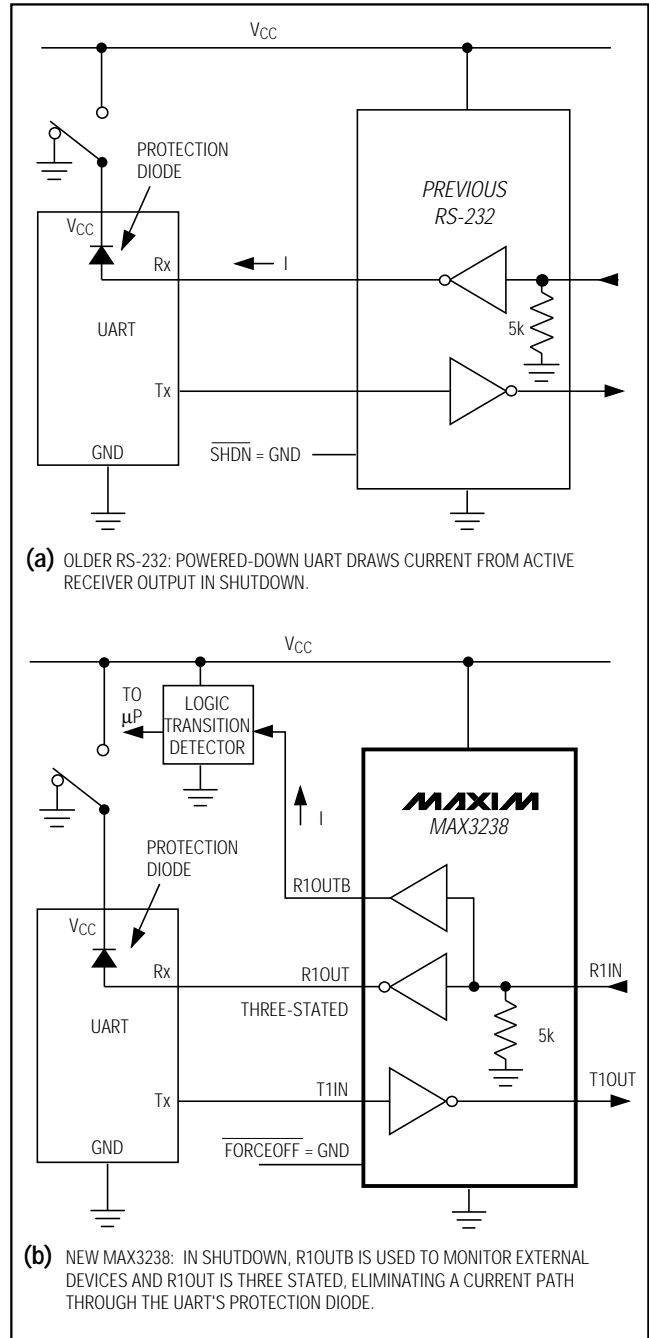 VCC
PROTECTION
DIODE
PREVIOUS
RS-232
VCC
Rx
I
UART
5k
Tx
GND
SHDN = GND
(a) OLDER RS-232: POWERED-DOWN UART DRAWS CURRENT FROM ACTIVE
RECEIVER OUTPUT IN SHUTDOWN.
VCC
TO
µP
LOGIC
TRANSITION
DETECTOR
MAXIM
MAX3238
I
PROTECTION
DIODE
R1OUTB
VCC
Rx
R1OUT
R1IN
THREE-STATED
UART
5k
Tx
T1IN
T1OUT
GND
FORCEOFF = GND
(b) NEW MAX3238: IN SHUTDOWN, R1OUTB IS USED TO MONITOR EXTERNAL
DEVICES AND R1OUT IS THREE STATED, ELIMINATING A CURRENT PATH
THROUGH THE UART'S PROTECTION DIODE.